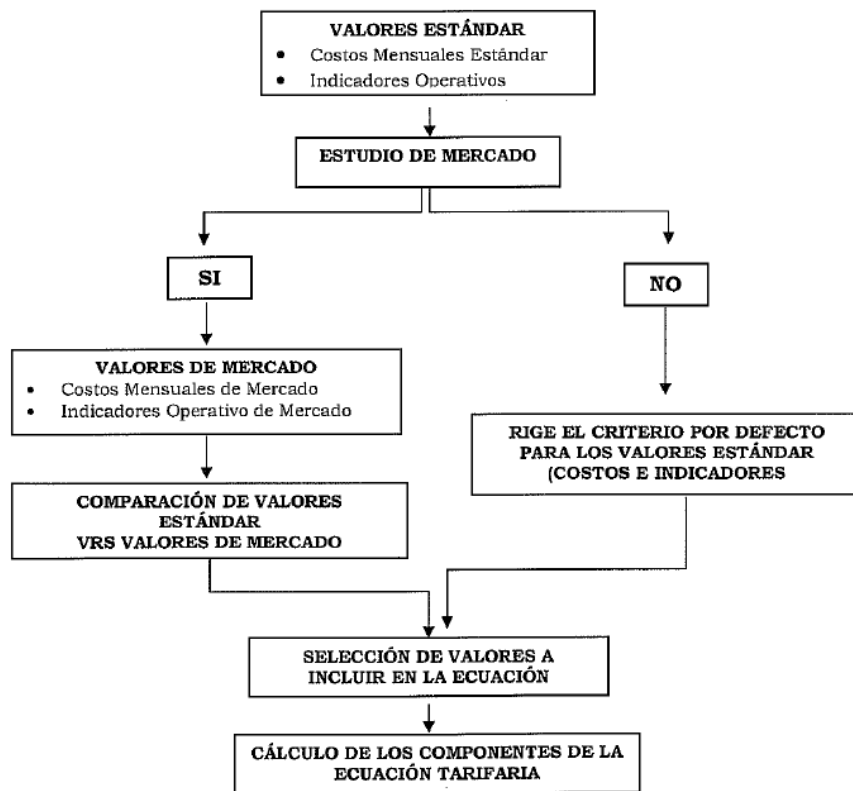 VALORES ESTÁNDAR
• Costos Mensuales Estándar
• Indicadores Operativos
ESTUDIO DE MERCADO
SI
NO
VALORES DE MERCADO
• Costos Mensuales de Mercado
• Indicadores Operativo de Mercado
RIGE EL CRITERIO POR DEFECTO
PARA LOS VALORES ESTÁNDAR
(COSTOS E INDICADORES
COMPARACIÓN DE VALORES
ESTÁNDAR
VRS VALORES DE MERCADO
SELECCIÓN DE VALORES A
INCLUIR EN LA ECUACIÓN
CÁLCULO DE LOS COMPONENTES DE LA
ECUACIÓN TARIFARIA